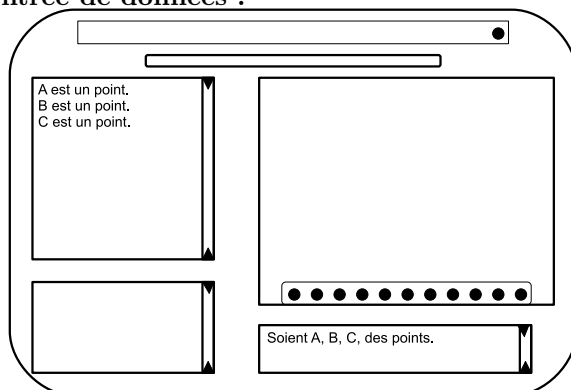 ntrée de données :
A est un point.
B est un point.
C est un point.
Soient A, B, C, des points.